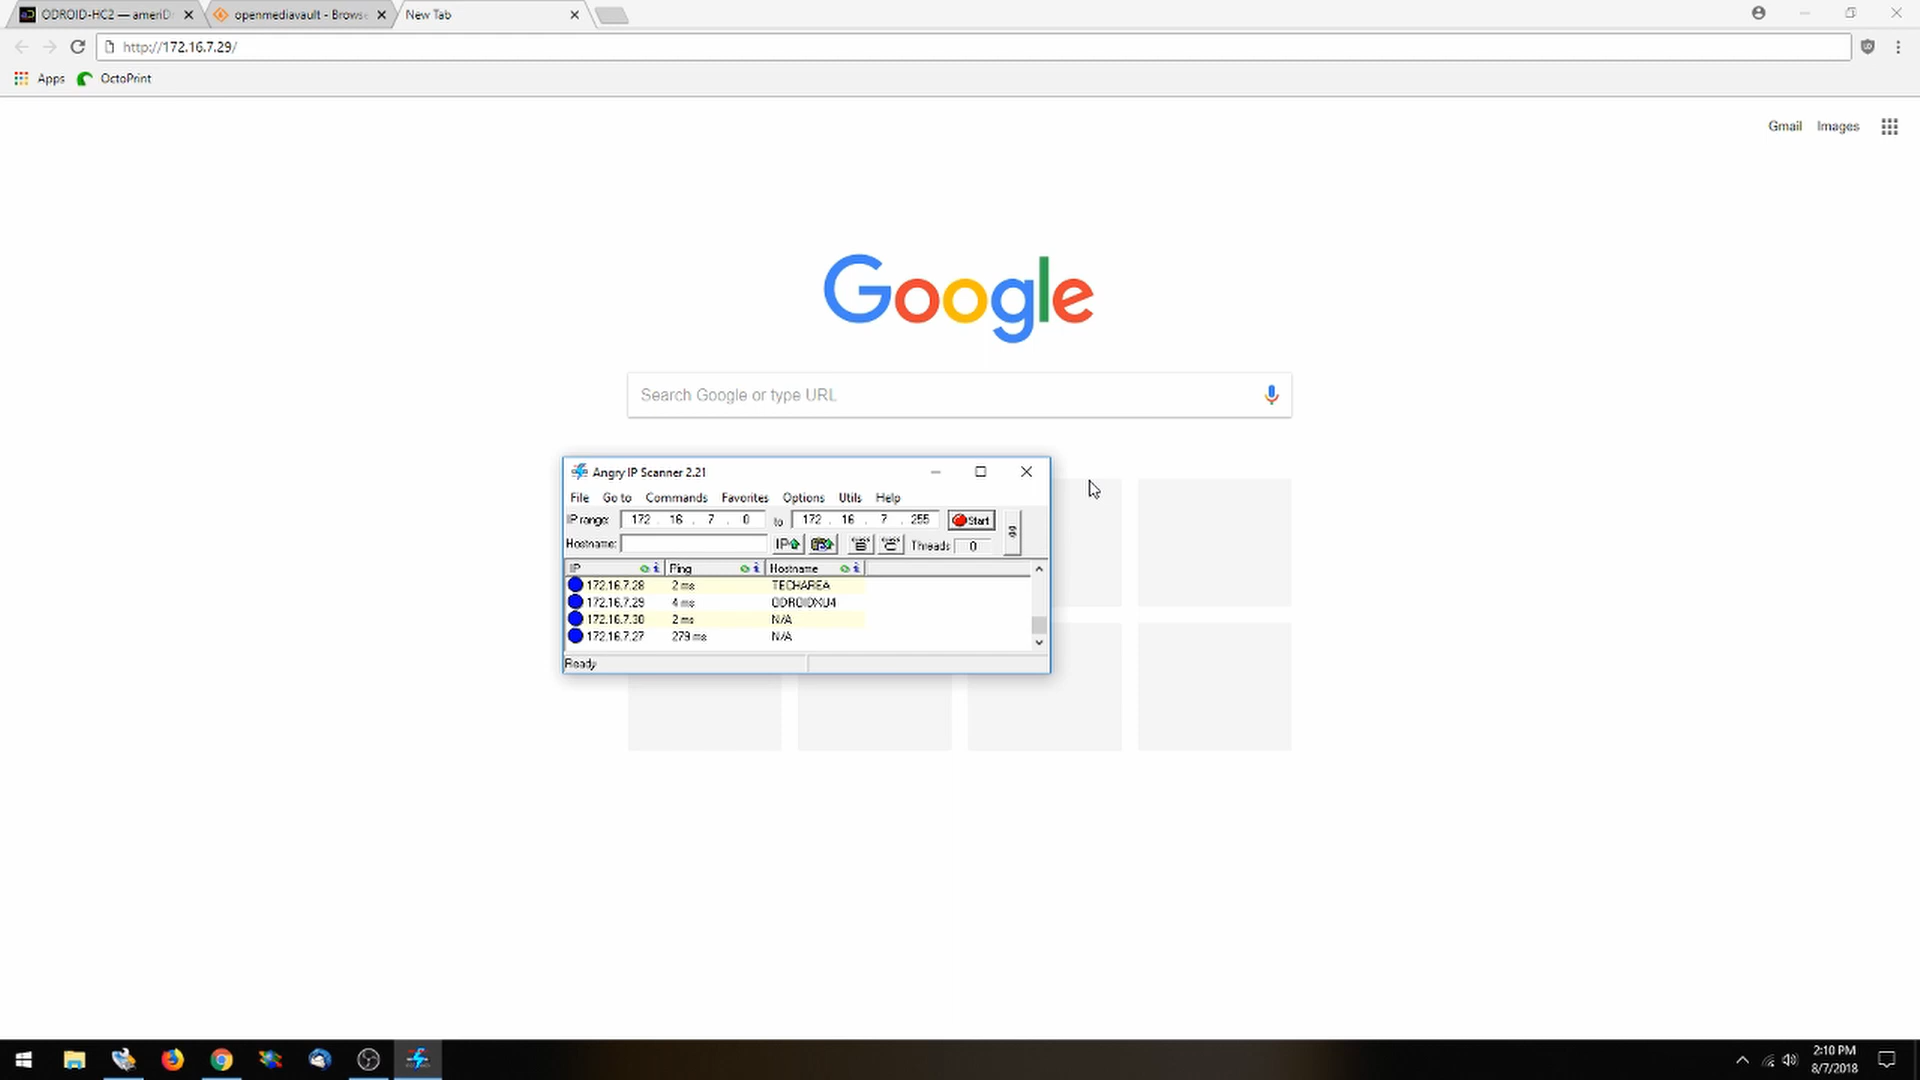 ODROID-HC2 — ameriD
openmediavault - Browse
New Tab
http://172.16.7.29/
Apps
OctoPrint
Gmail
Images
Google
Search Google or type URL
Angry IP Scanner 2.21
File Go to Commands Favorites Options Utils Help
IP range: 172 . 16 . 7 . 0 to 172 . 16 . 7 . 255 Start
Hostname: IP Threads 0
IP Ping Hostname
172.16.7.28 2 ms TECHAREA
172.16.7.29 4 ms ODROIDXU4
172.16.7.30 2 ms N/A
172.16.7.27 279 ms N/A
Ready
2:10 PM
8/7/2018